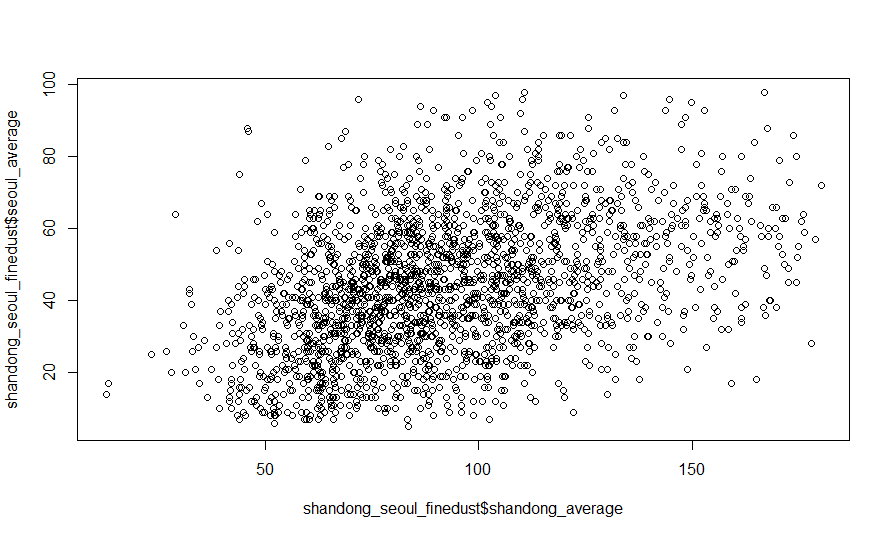 100
80
60
40
20
shandong_seoul_finedust$seoul_average
50 100 150
shandong_seoul_finedust$shandong_average